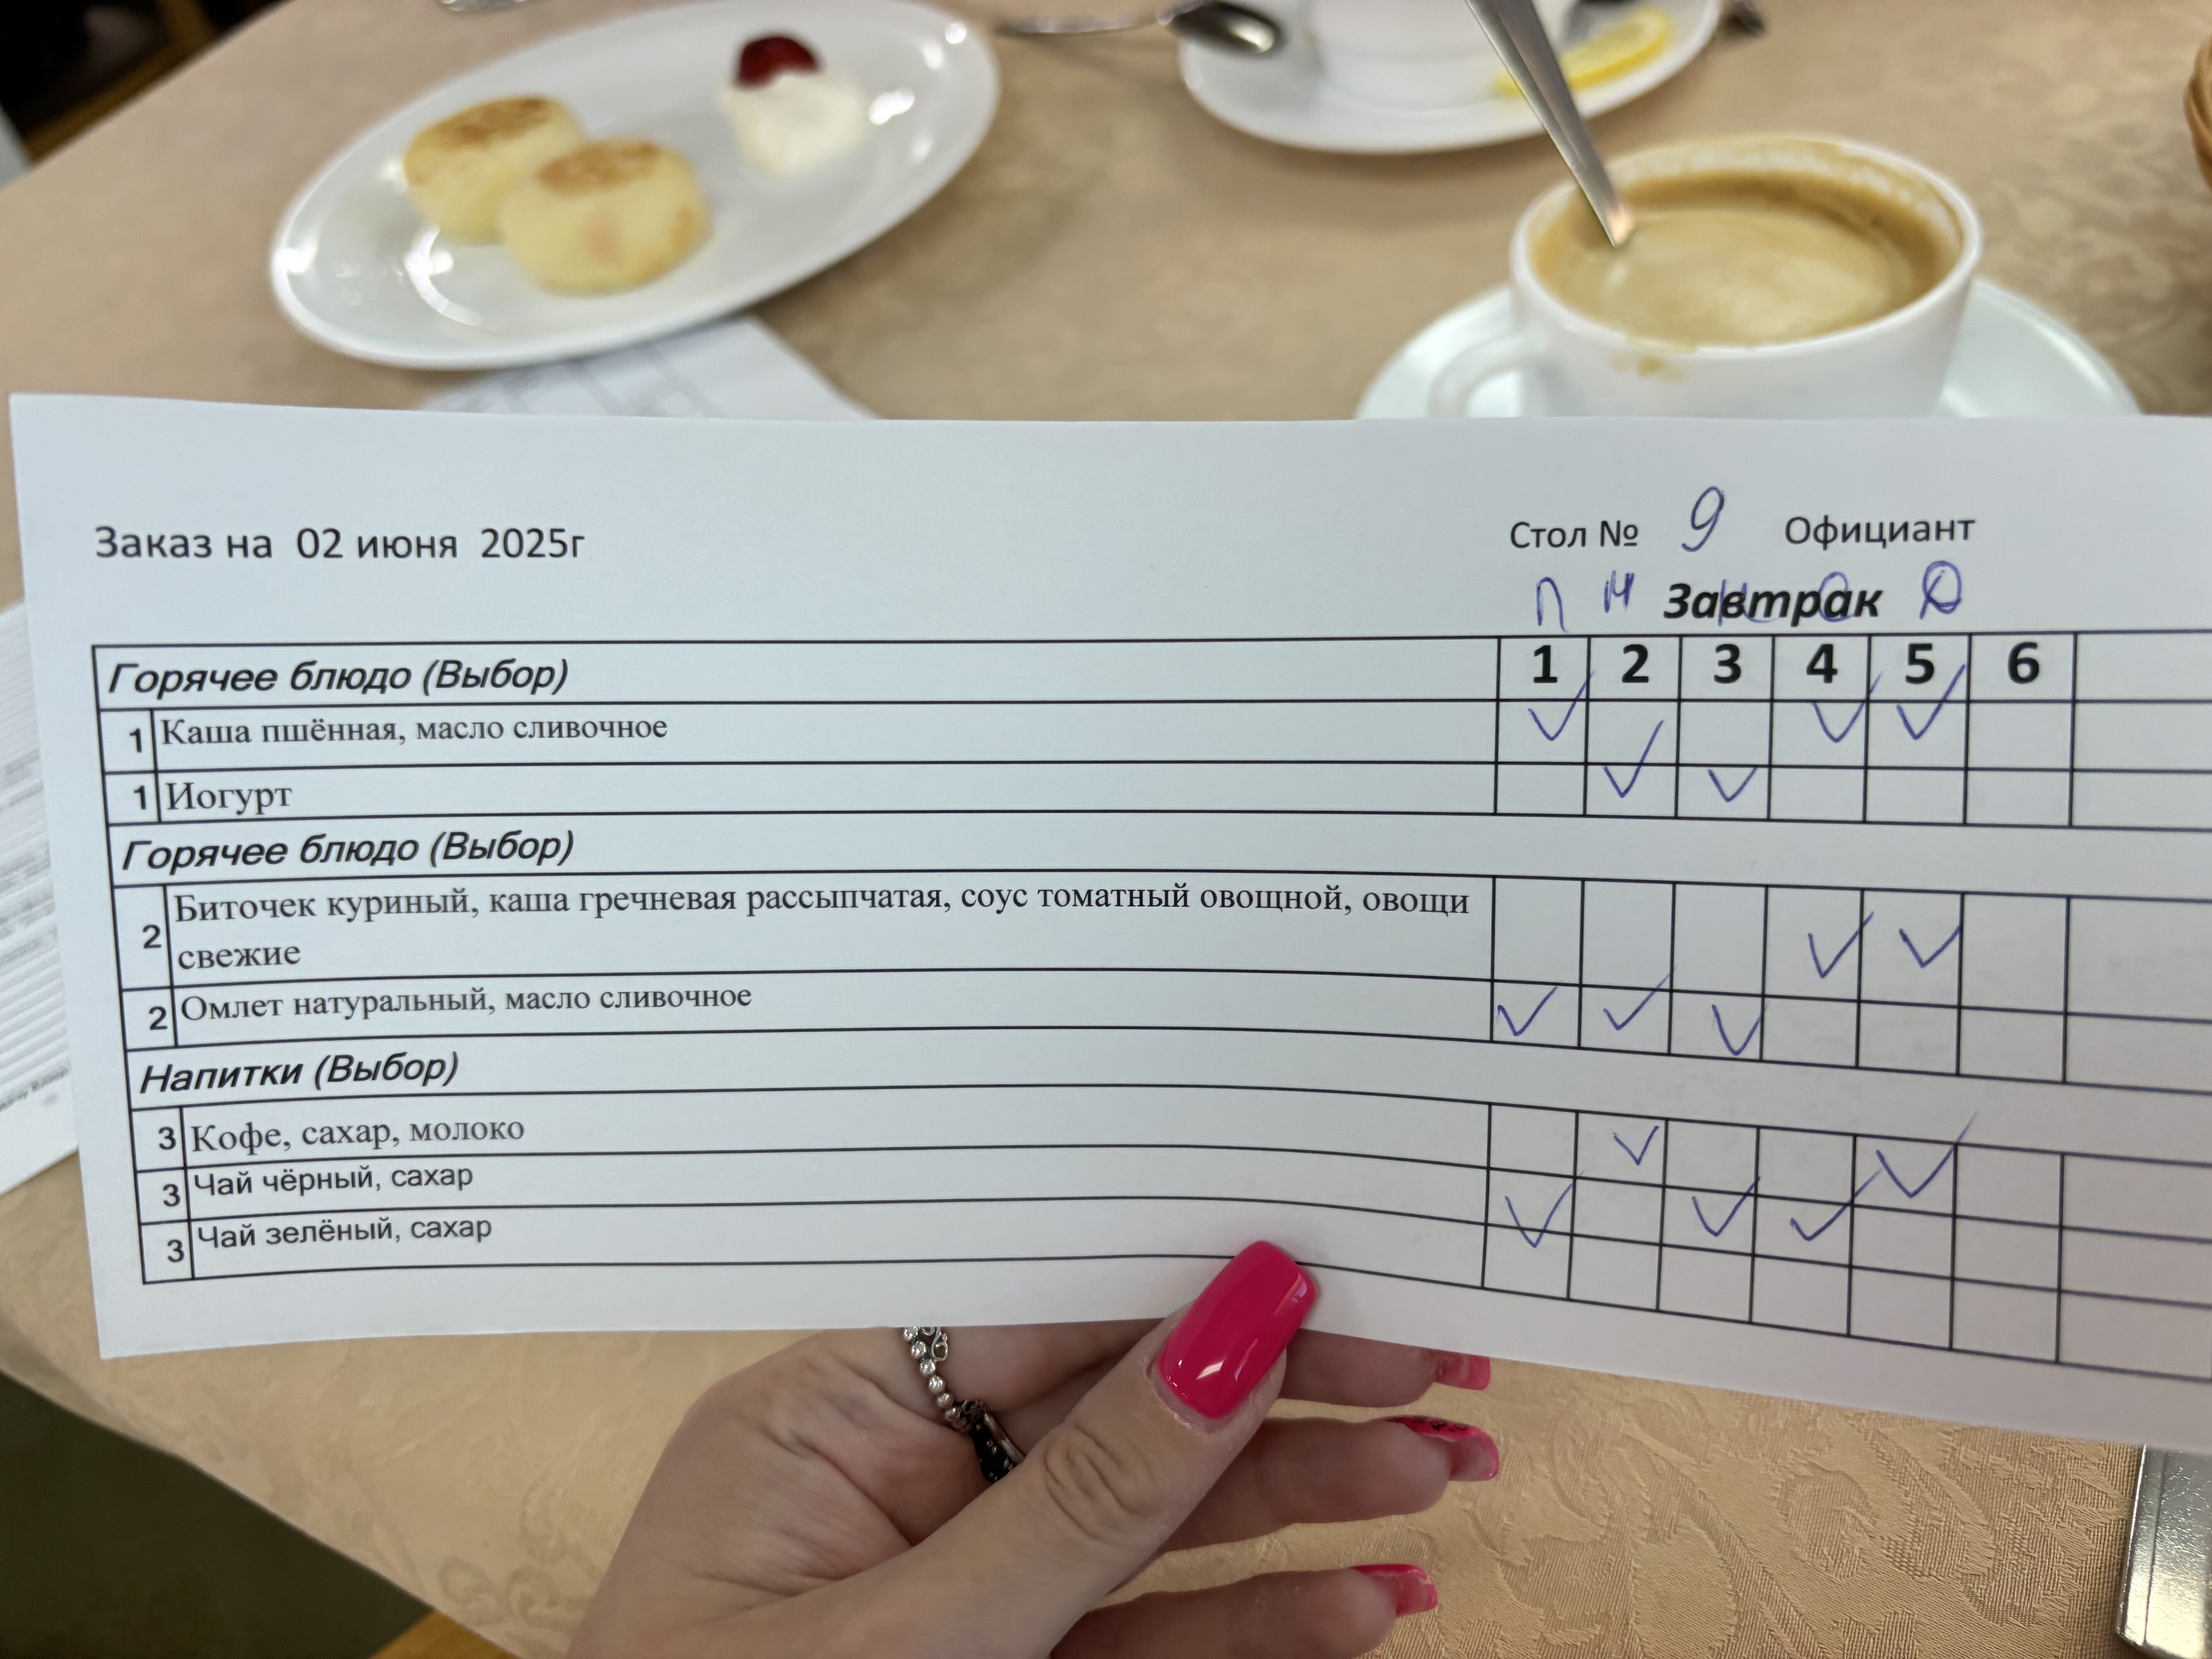 Заказ на 02 июня 2025г
Стол № 9 Официант
П М Завтрак Д
Горячее блюдо (Выбор) 1 2 3 4 5 6
1 Каша пшённая, масло сливочное ✓ ✓ ✓
1 Иогурт ✓ ✓
Горячее блюдо (Выбор)
2 Биточек куриный, каша гречневая рассыпчатая, соус томатный овощной, овощи
свежие ✓ ✓
2 Омлет натуральный, масло сливочное ✓ ✓ ✓
Напитки (Выбор)
3 Кофе, сахар, молоко ✓ ✓
3 Чай чёрный, сахар ✓ ✓ ✓
3 Чай зелёный, сахар